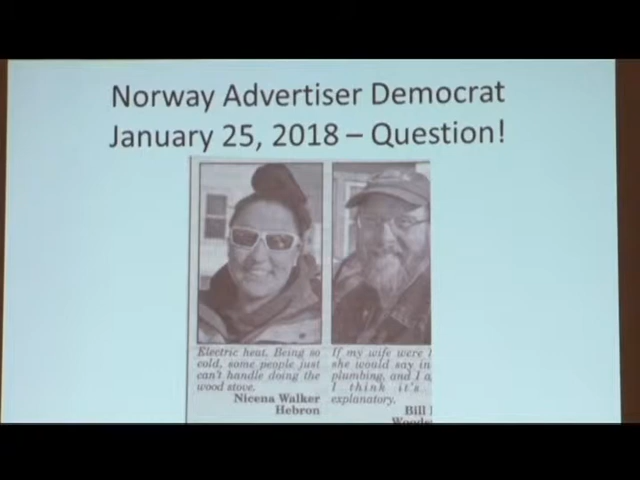 Norway Advertiser Democrat
January 25, 2018 – Question!
Electric heat. Being so
cold, some people just
can't handle doing the
wood stove.
Nicena Walker
Hebron
If my wife were
she would say in
plumbing, and I
I think it's
explanatory.
Bill